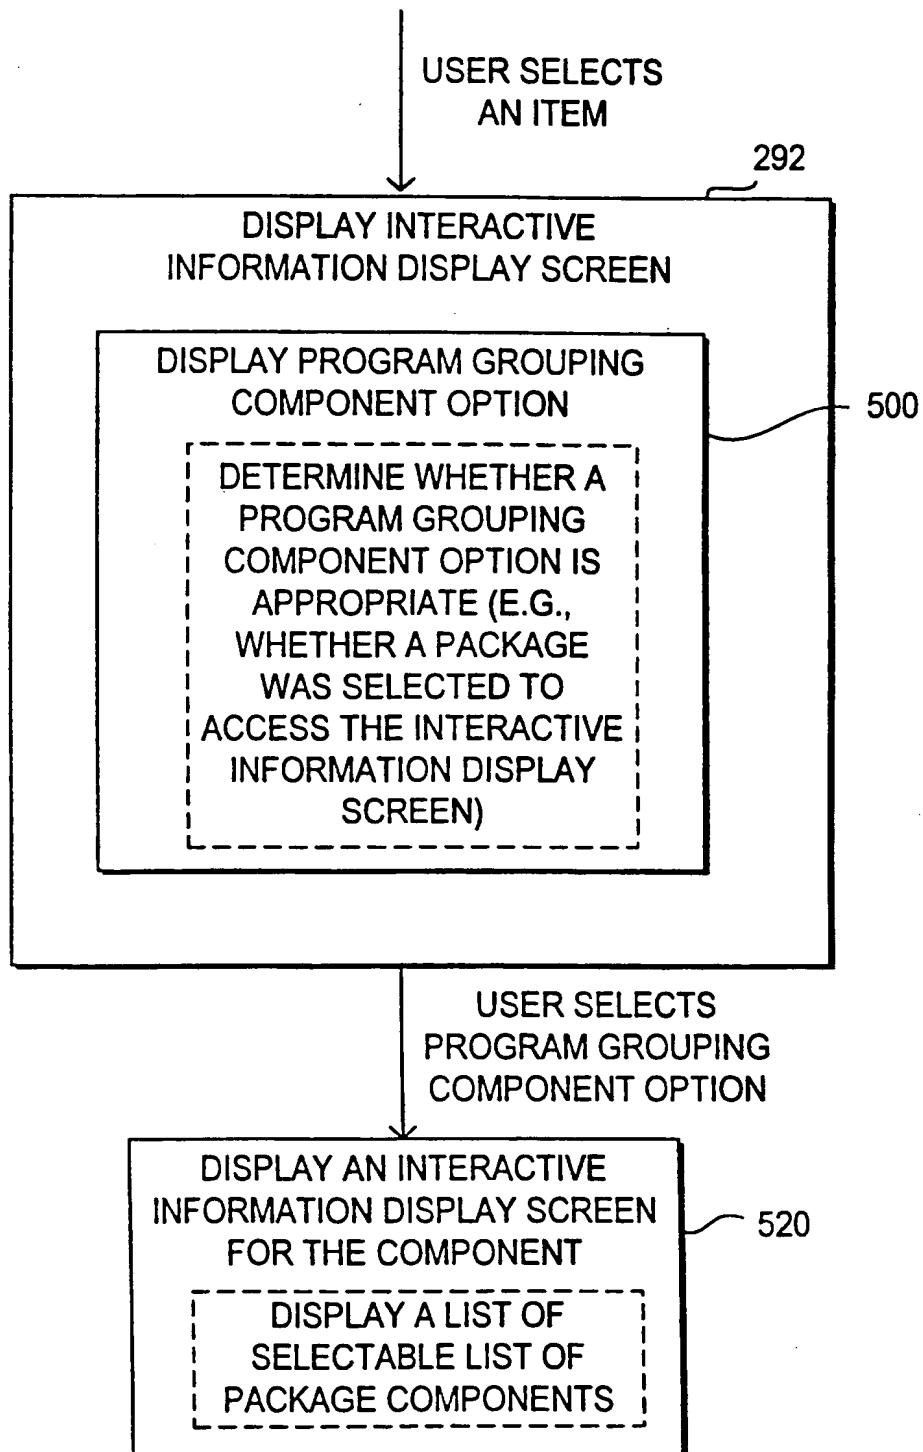 USER SELECTS
AN ITEM
292
DISPLAY INTERACTIVE
INFORMATION DISPLAY SCREEN
DISPLAY PROGRAM GROUPING
COMPONENT OPTION
500
DETERMINE WHETHER A
PROGRAM GROUPING
COMPONENT OPTION IS
APPROPRIATE (E.G.,
WHETHER A PACKAGE
WAS SELECTED TO
ACCESS THE INTERACTIVE
INFORMATION DISPLAY
SCREEN)
USER SELECTS
PROGRAM GROUPING
COMPONENT OPTION
DISPLAY AN INTERACTIVE
INFORMATION DISPLAY SCREEN
FOR THE COMPONENT
520
DISPLAY A LIST OF
SELECTABLE LIST OF
PACKAGE COMPONENTS